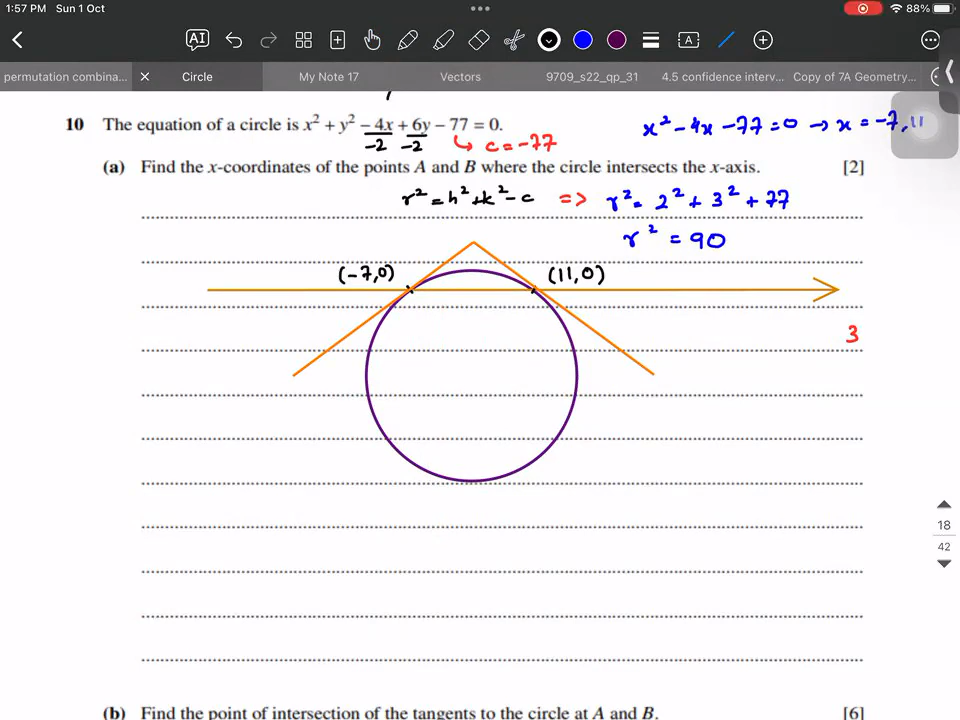 1:57 PM Sun 1 Oct
88%
permutation combina...
Circle
My Note 17
Vectors
9709_s22_qp_31
4.5 confidence interv...
Copy of 7A Geometry...
10 The equation of a circle is x² + y² − 4x + 6y − 77 = 0.
x² − 4x − 77 = 0 → x = −7, 11
−2 −2 ↳ c = −77
(a) Find the x-coordinates of the points A and B where the circle intersects the x-axis. [2]
r² = h² + k² − c => r² = 2² + 3² + 77
r² = 90
(−7,0) (11,0)
3
18
42
(b) Find the point of intersection of the tangents to the circle at A and B. [6]